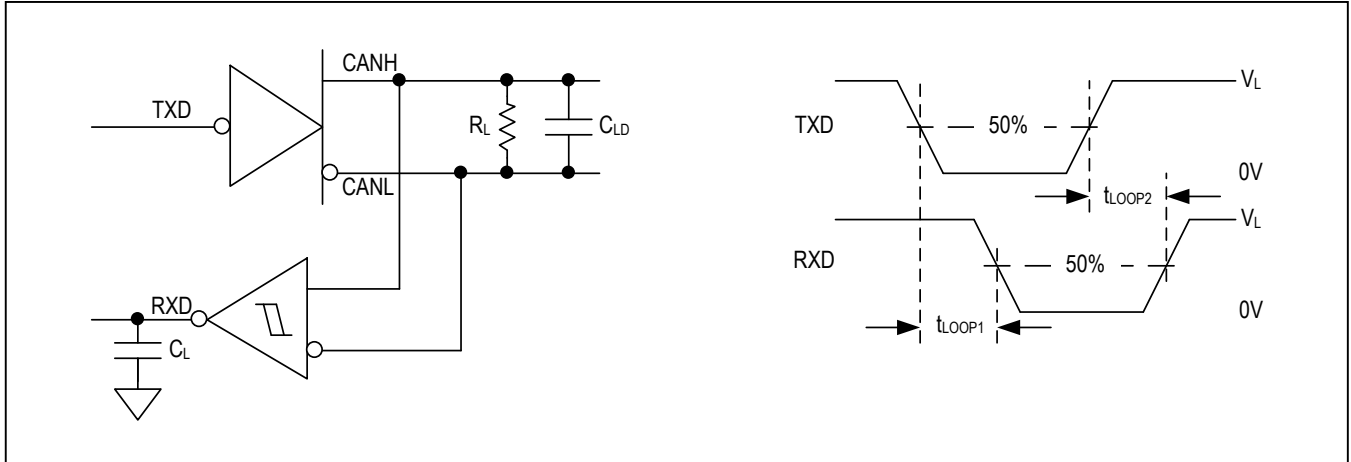 CANH
TXD
R_L
C_LD
CANL
RXD
C_L
V_L
TXD
50%
0V
t_LOOP2
V_L
RXD
50%
0V
t_LOOP1